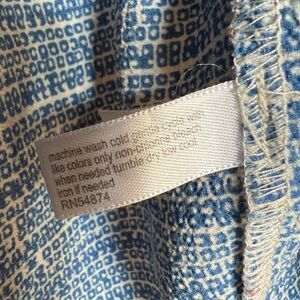 machine wash cold gentle cycle with
like colors only non-chlorine bleach
when needed tumble dry low cool
iron if needed
RN54874